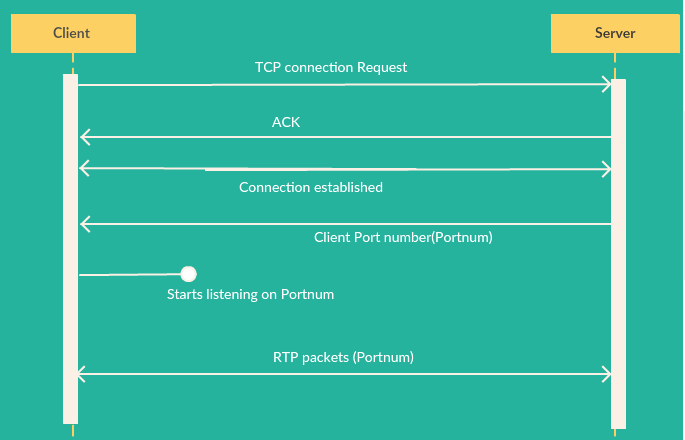 Client
Server
TCP connection Request
ACK
Connection established
Client Port number(Portnum)
Starts listening on Portnum
RTP packets (Portnum)